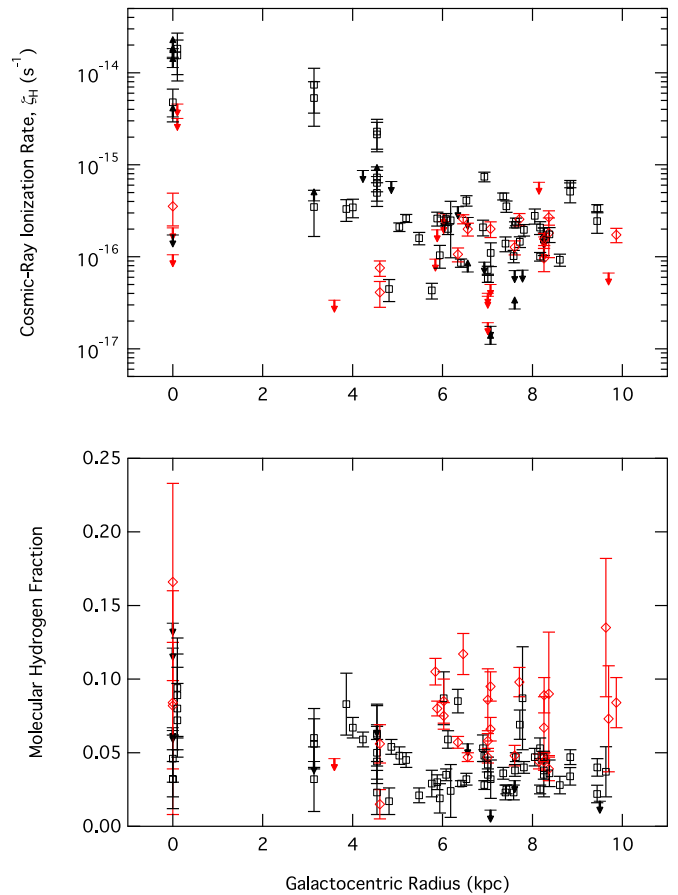 Cosmic-Ray Ionization Rate, ζH (s⁻¹)
10⁻¹⁴
10⁻¹⁵
10⁻¹⁶
10⁻¹⁷
0 2 4 6 8 10
Molecular Hydrogen Fraction
0.25
0.20
0.15
0.10
0.05
0.00
0 2 4 6 8 10
Galactocentric Radius (kpc)